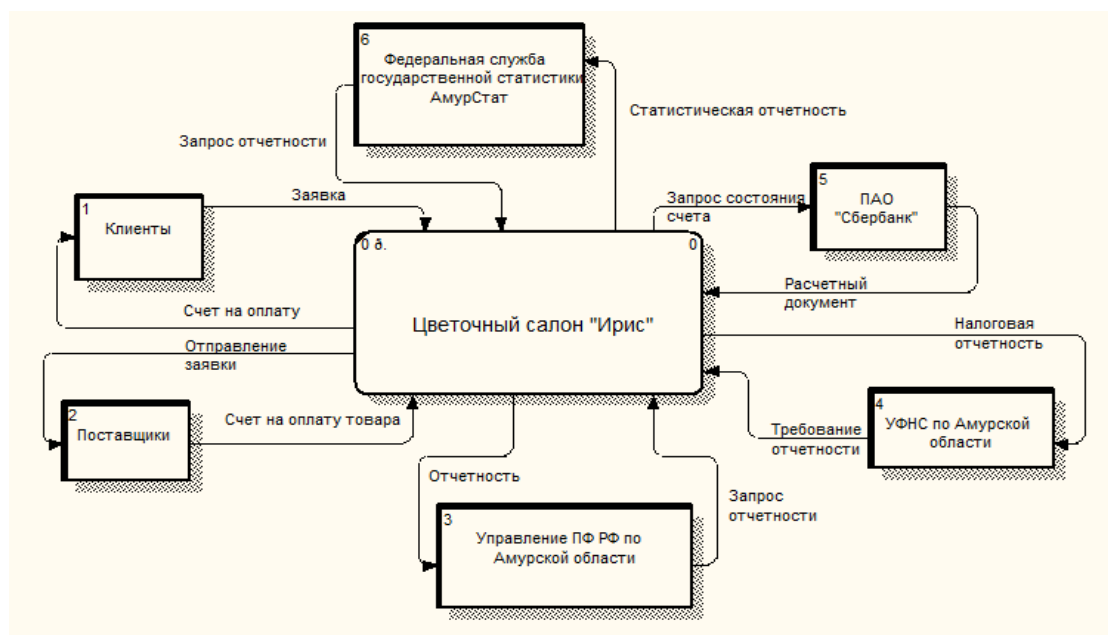 6
Федеральная служба
государственной статистики
АмурСтат
Статистическая отчетность
Запрос отчетности
Заявка
1
Клиенты
Запрос состояния
счета
5
ПАО
"Сбербанк"
0 ð.
0
Цветочный салон "Ирис"
Расчетный
документ
Счет на оплату
Налоговая
отчетность
Отправление
заявки
2
Поставщики
Счет на оплату товара
4
УФНС по Амурской
области
Требование
отчетности
Отчетность
Запрос
отчетности
3
Управление ПФ РФ по
Амурской области